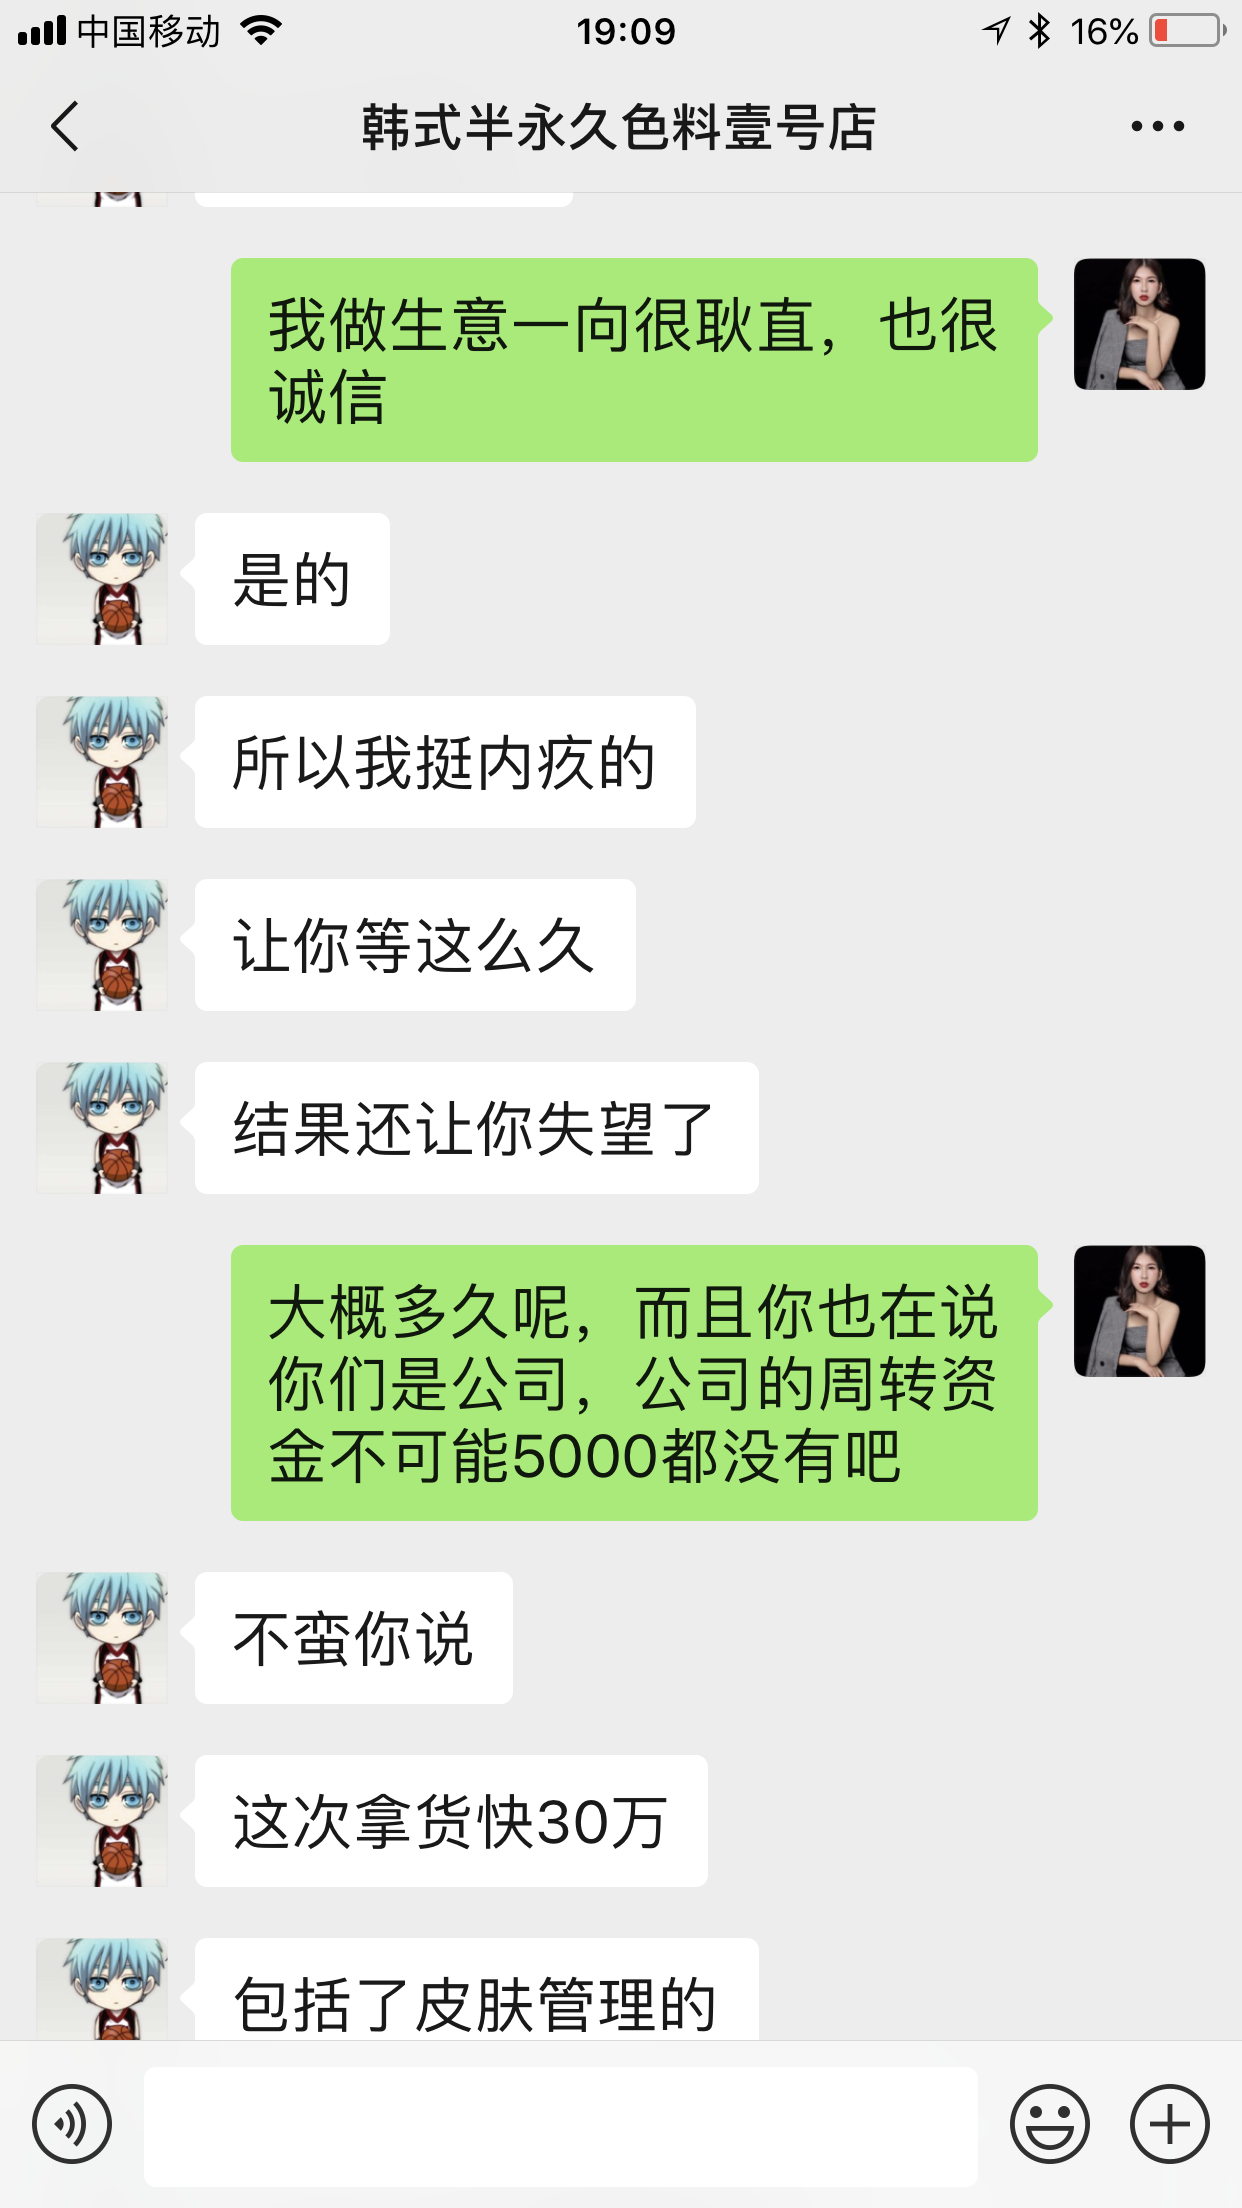 中国移动
19:09
16%
韩式半永久色料壹号店
我做生意一向很耿直，也很
诚信
是的
所以我挺内疚的
让你等这么久
结果还让你失望了
大概多久呢，而且你也在说
你们是公司，公司的周转资
金不可能5000都没有吧
不蛮你说
这次拿货快30万
包括了皮肤管理的